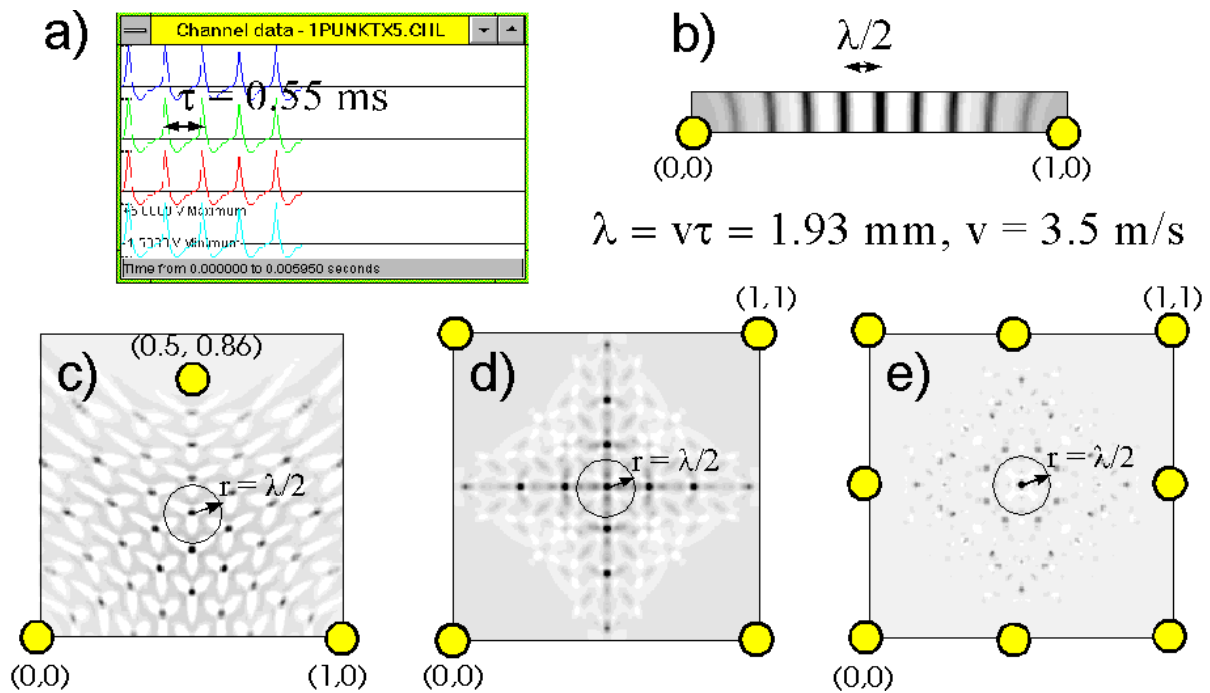 a)
Channel data - 1PUNKTX5.CHL
τ = 0.55 ms
V Maximum
V Minimum
Time from 0.000000 to 0.005950 seconds
b)
λ/2
(0,0)
(1,0)
λ = vτ = 1.93 mm, v = 3.5 m/s
c)
(0.5, 0.86)
r = λ/2
(0,0)
(1,0)
d)
(1,1)
r = λ/2
(0,0)
e)
(1,1)
r = λ/2
(0,0)